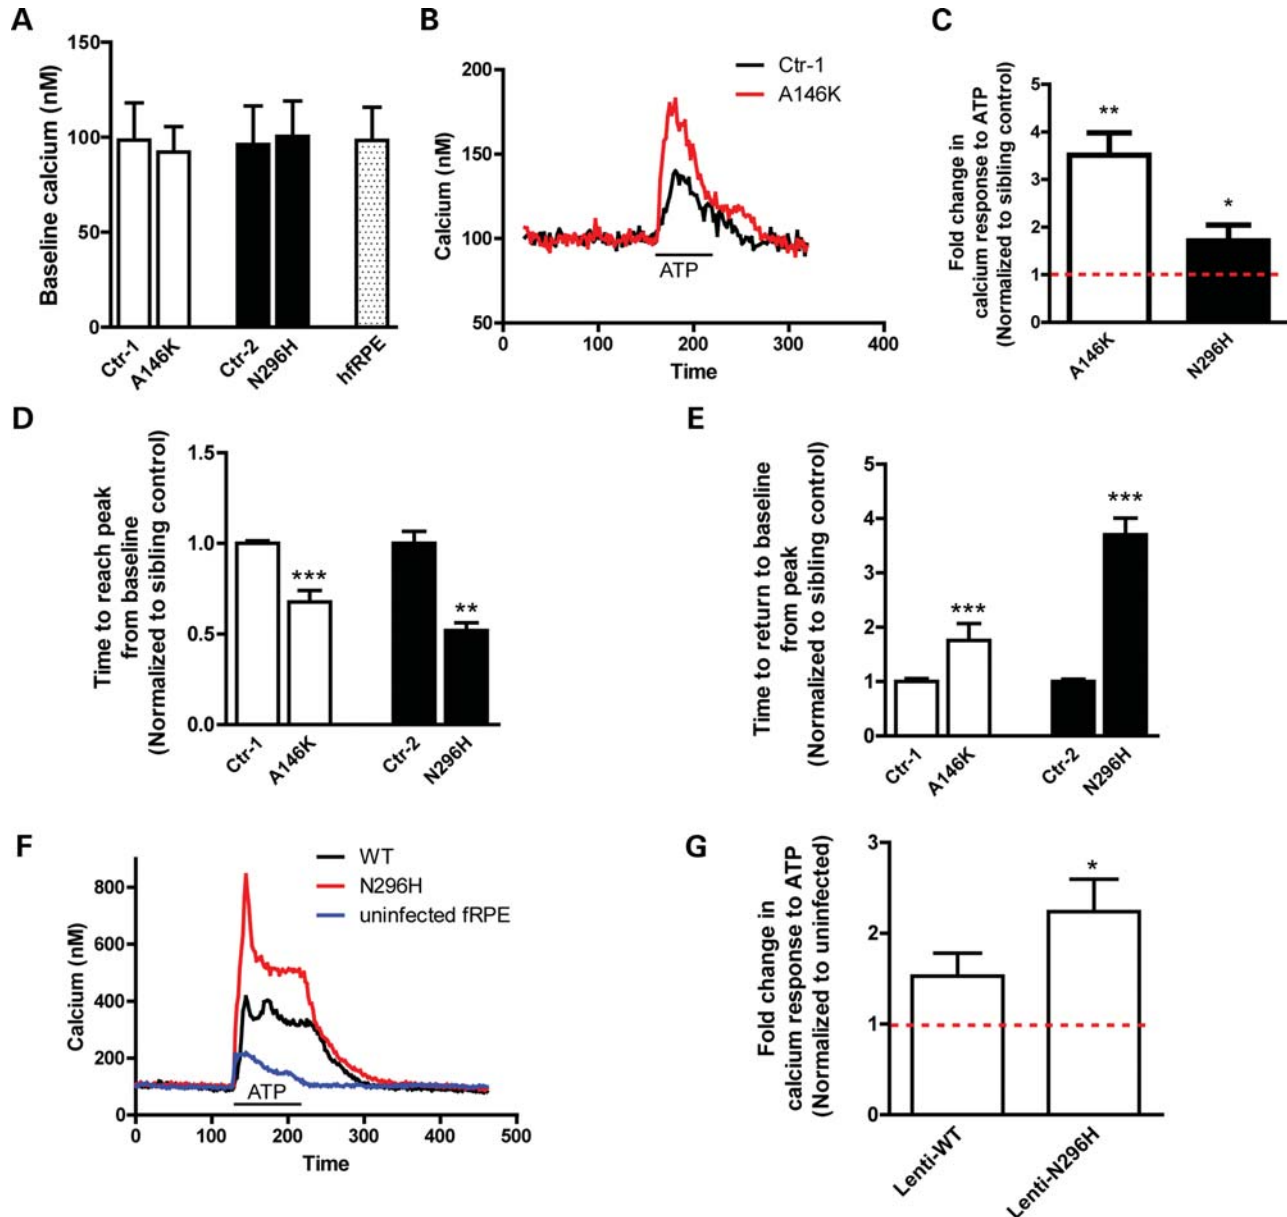 A
Baseline calcium (nM)
150
100
50
0
Ctr-1
A146K
Ctr-2
N296H
hfRPE
B
Calcium (nM)
200
150
100
50
Ctr-1
A146K
ATP
0
100
200
300
400
Time
C
Fold change in
calcium response to ATP
(Normalized to sibling control)
5
4
3
2
1
0
**
*
A146K
N296H
D
Time to reach peak
from baseline
(Normalized to sibling control)
1.5
1.0
0.5
0.0
***
**
Ctr-1
A146K
Ctr-2
N296H
E
Time to return to baseline
from peak
(Normalized to sibling control)
5
4
3
2
1
0
***
***
Ctr-1
A146K
Ctr-2
N296H
F
Calcium (nM)
800
600
400
200
0
WT
N296H
uninfected fRPE
ATP
0
100
200
300
400
500
Time
G
Fold change in
calcium response to ATP
(Normalized to uninfected)
3
2
1
0
*
Lenti-WT
Lenti-N296H